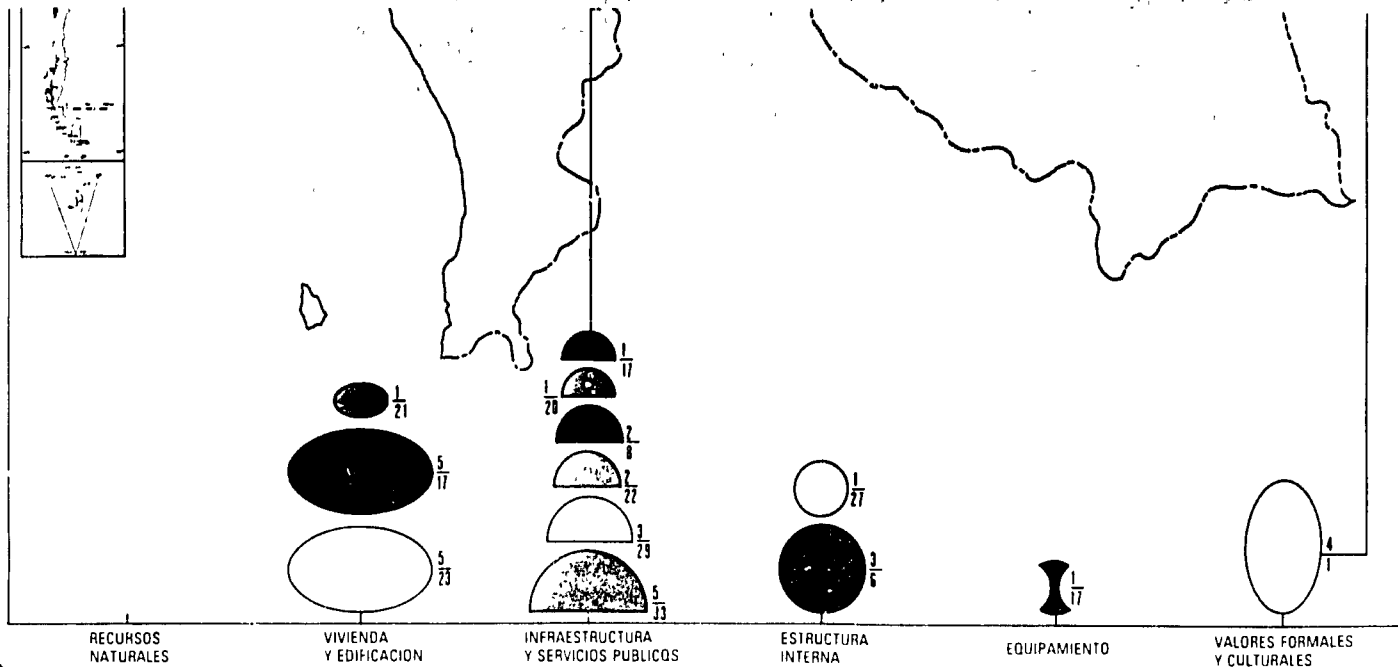 1
17
1
20
1
21
2
8
5
17
2
22
1
27
3
29
4
1
5
23
3
6
1
17
5
33
RECURSOS
NATURALES
VIVIENDA
Y EDIFICACION
INFRAESTRUCTURA
Y SERVICIOS PUBLICOS
ESTRUCTURA
INTERNA
EQUIPAMIENTO
VALORES FORMALES
Y CULTURALES